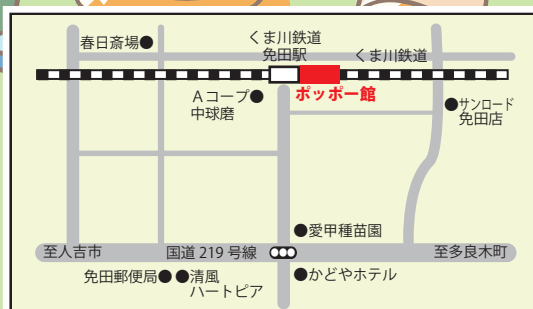 くま川鉄道
免田駅
春日斎場●
くま川鉄道
ポッポー館
Aコープ●
中球磨
●サンロード
免田店
●愛甲種苗園
至人吉市
国道219号線
至多良木町
免田郵便局●
●清風
ハートピア
●かどやホテル